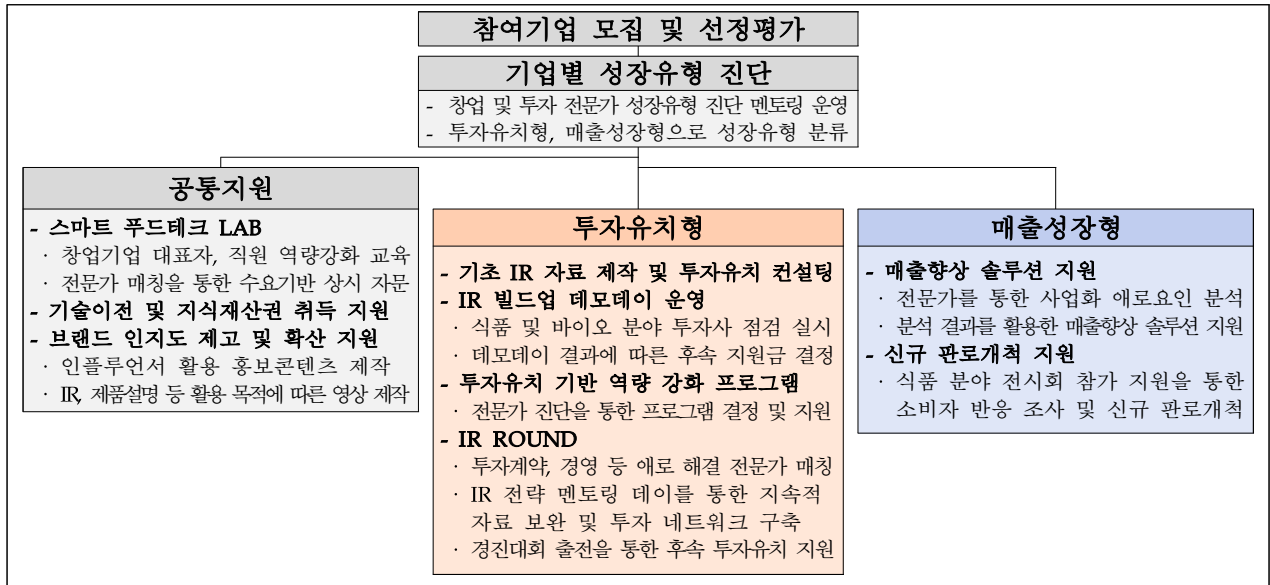 참여기업 모집 및 선정평가
기업별 성장유형 진단
- 창업 및 투자 전문가 성장유형 진단 멘토링 운영
- 투자유치형, 매출성장형으로 성장유형 분류
공통지원
- 스마트 푸드테크 LAB
· 창업기업 대표자, 직원 역량강화 교육
· 전문가 매칭을 통한 수요기반 상시 자문
- 기술이전 및 지식재산권 취득 지원
- 브랜드 인지도 제고 및 확산 지원
· 인플루언서 활용 홍보콘텐츠 제작
· IR, 제품설명 등 활용 목적에 따른 영상 제작
투자유치형
- 기초 IR 자료 제작 및 투자유치 컨설팅
- IR 빌드업 데모데이 운영
· 식품 및 바이오 분야 투자사 점검 실시
· 데모데이 결과에 따른 후속 지원금 결정
- 투자유치 기반 역량 강화 프로그램
· 전문가 진단을 통한 프로그램 결정 및 지원
- IR ROUND
· 투자계약, 경영 등 애로 해결 전문가 매칭
· IR 전략 멘토링 데이를 통한 지속적
자료 보완 및 투자 네트워크 구축
· 경진대회 출전을 통한 후속 투자유치 지원
매출성장형
- 매출향상 솔루션 지원
· 전문가를 통한 사업화 애로요인 분석
· 분석 결과를 활용한 매출향상 솔루션 지원
- 신규 판로개척 지원
· 식품 분야 전시회 참가 지원을 통한
소비자 반응 조사 및 신규 판로개척